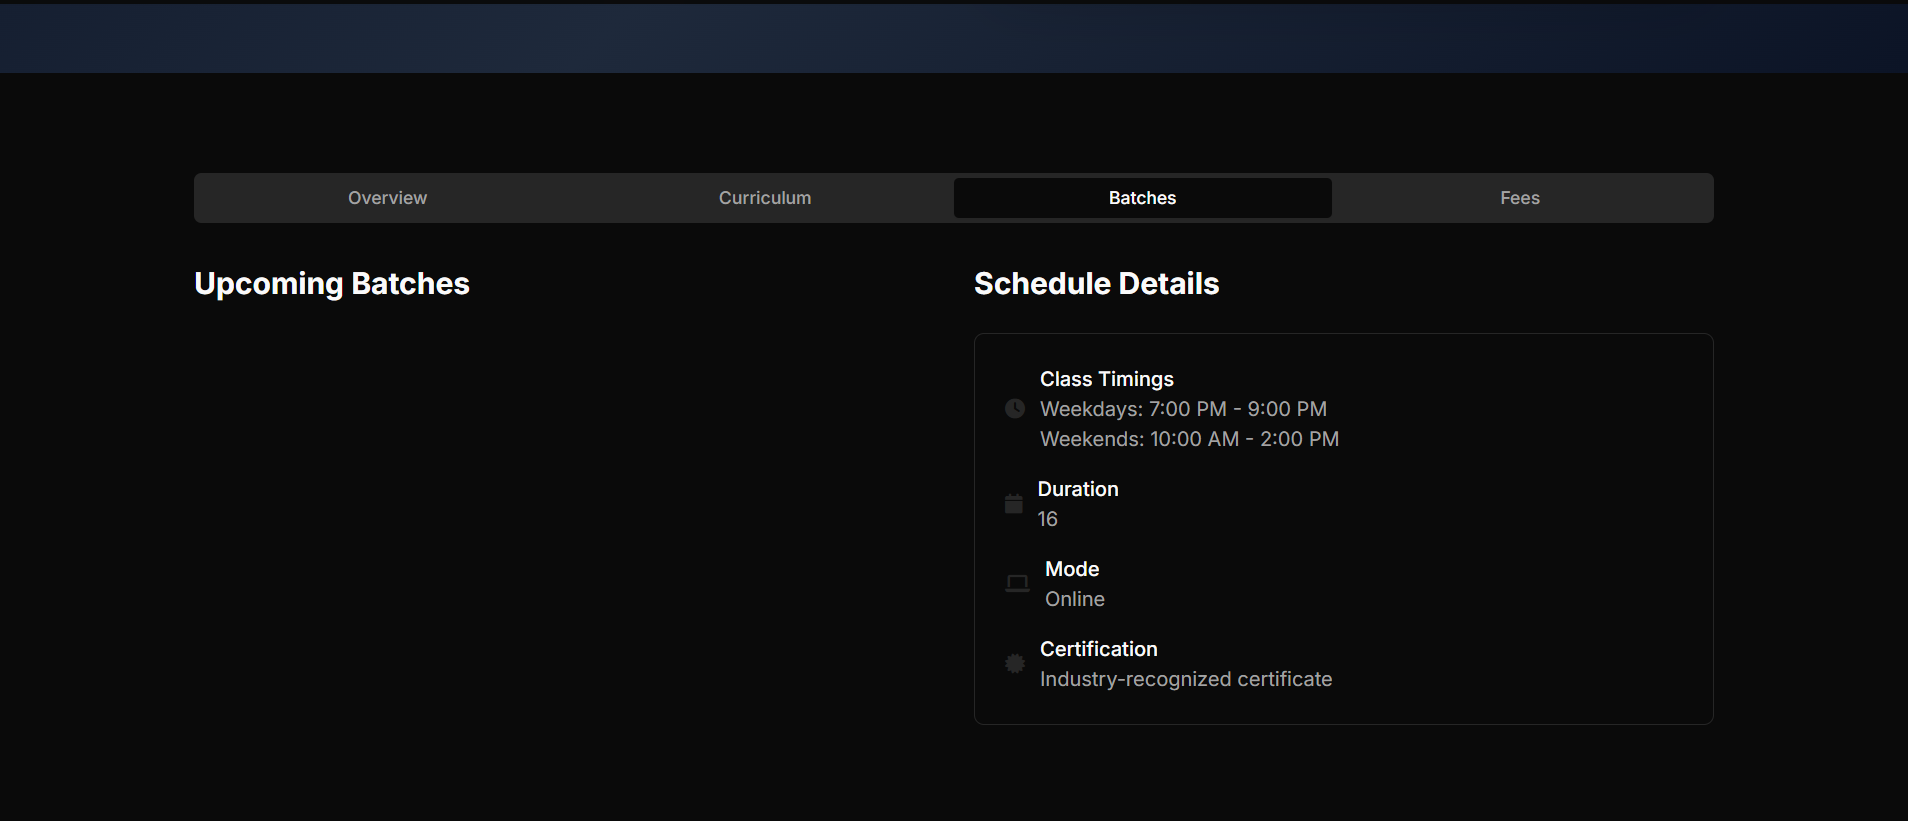 Overview
Curriculum
Batches
Fees
Upcoming Batches
Schedule Details
Class Timings
Weekdays: 7:00 PM - 9:00 PM
Weekends: 10:00 AM - 2:00 PM
Duration
16
Mode
Online
Certification
Industry-recognized certificate